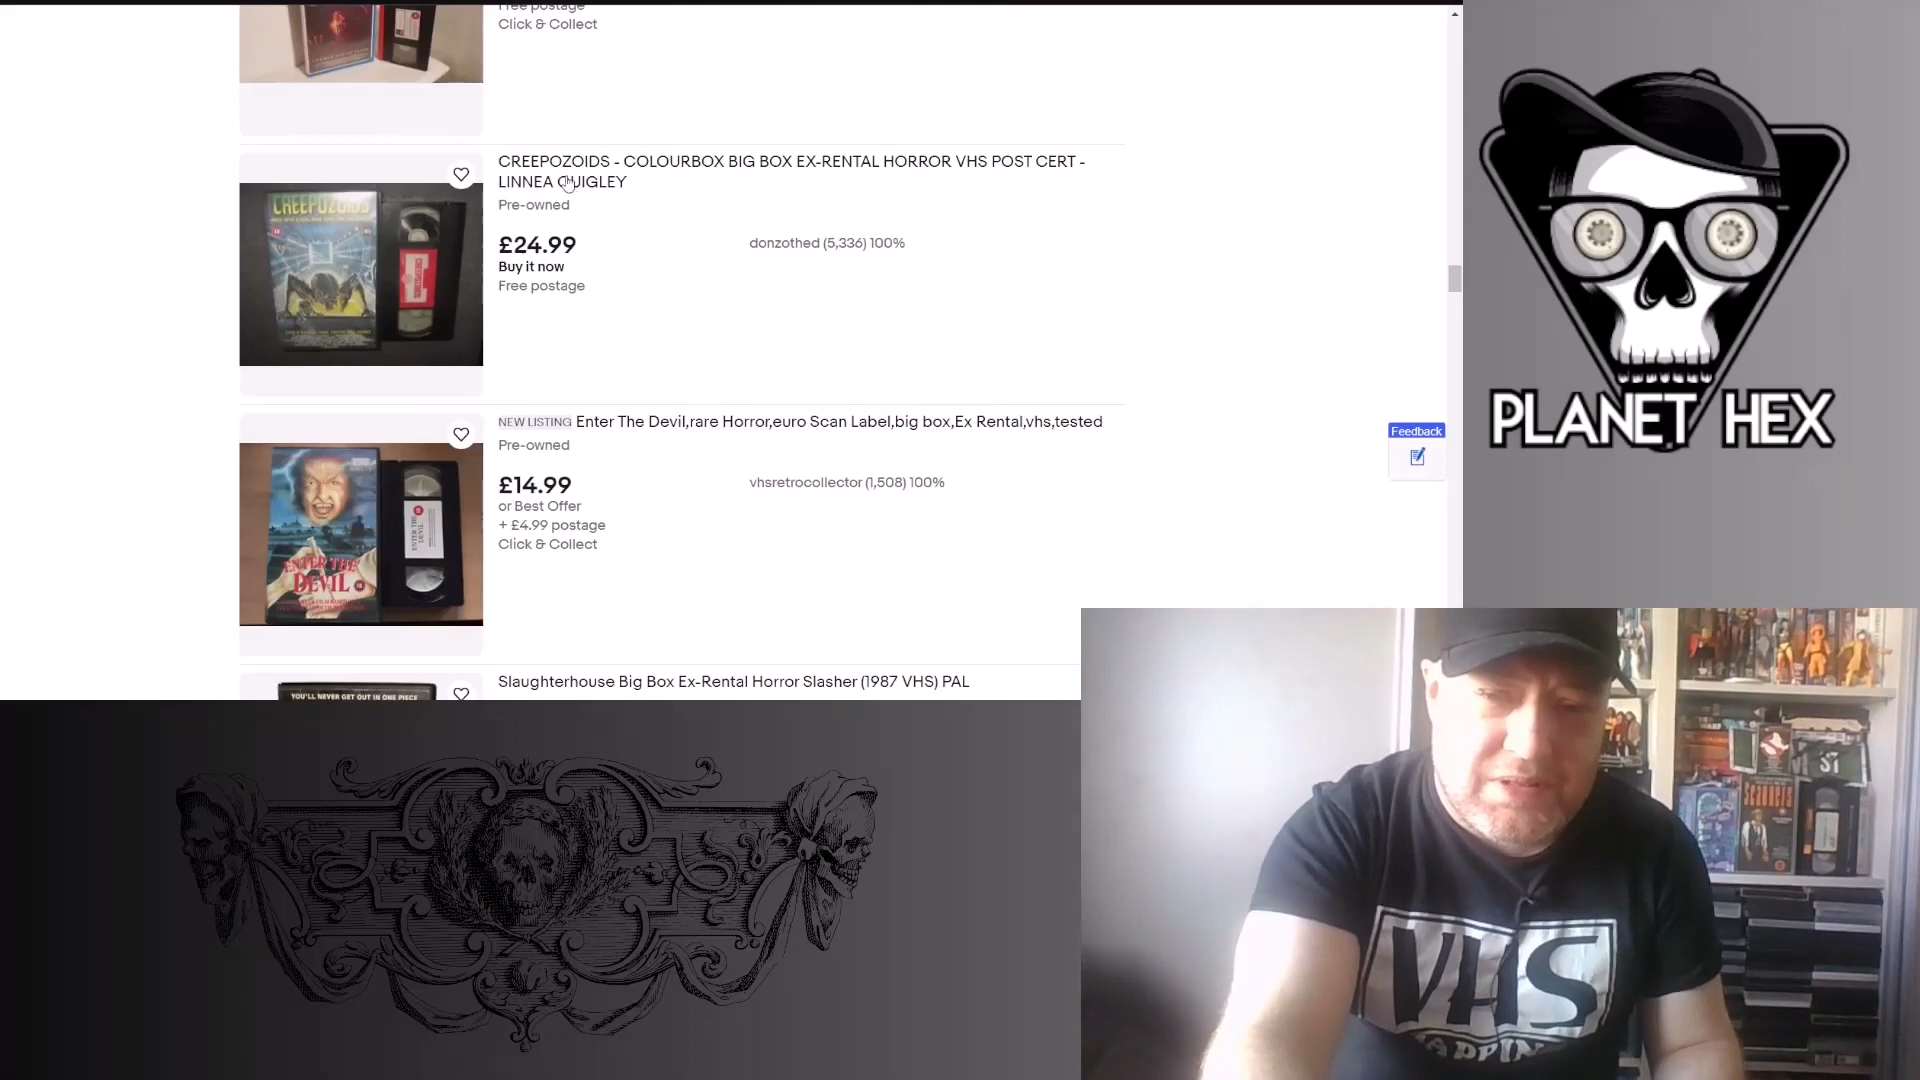 Free postage
Click & Collect
CREEPOZOIDS - COLOURBOX BIG BOX EX-RENTAL HORROR VHS POST CERT -
LINNEA QUIGLEY
Pre-owned
£24.99
donzothed (5,336) 100%
Buy it now
Free postage
CREEPOZOIDS
NEW LISTING Enter The Devil,rare Horror,euro Scan Label,big box,Ex Rental,vhs,tested
Pre-owned
£14.99
vhsretrocollector (1,508) 100%
or Best Offer
+ £4.99 postage
Click & Collect
ENTER THE
DEVIL
Feedback
PLANET HEX
Slaughterhouse Big Box Ex-Rental Horror Slasher (1987 VHS) PAL
YOU'LL NEVER GET OUT IN ONE PIECE
scanners
VHS